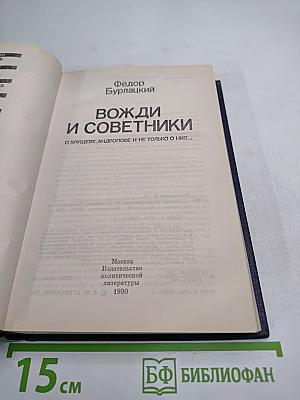 Федор
Бурлацкий
ВОЖДИ
И СОВЕТНИКИ
О ХРУЩЕВЕ, АНДРОПОВЕ И НЕ ТОЛЬКО О НИХ...
Москва
Издательство
политической
литературы
1990
15 см
БФ БИБЛИОФАН